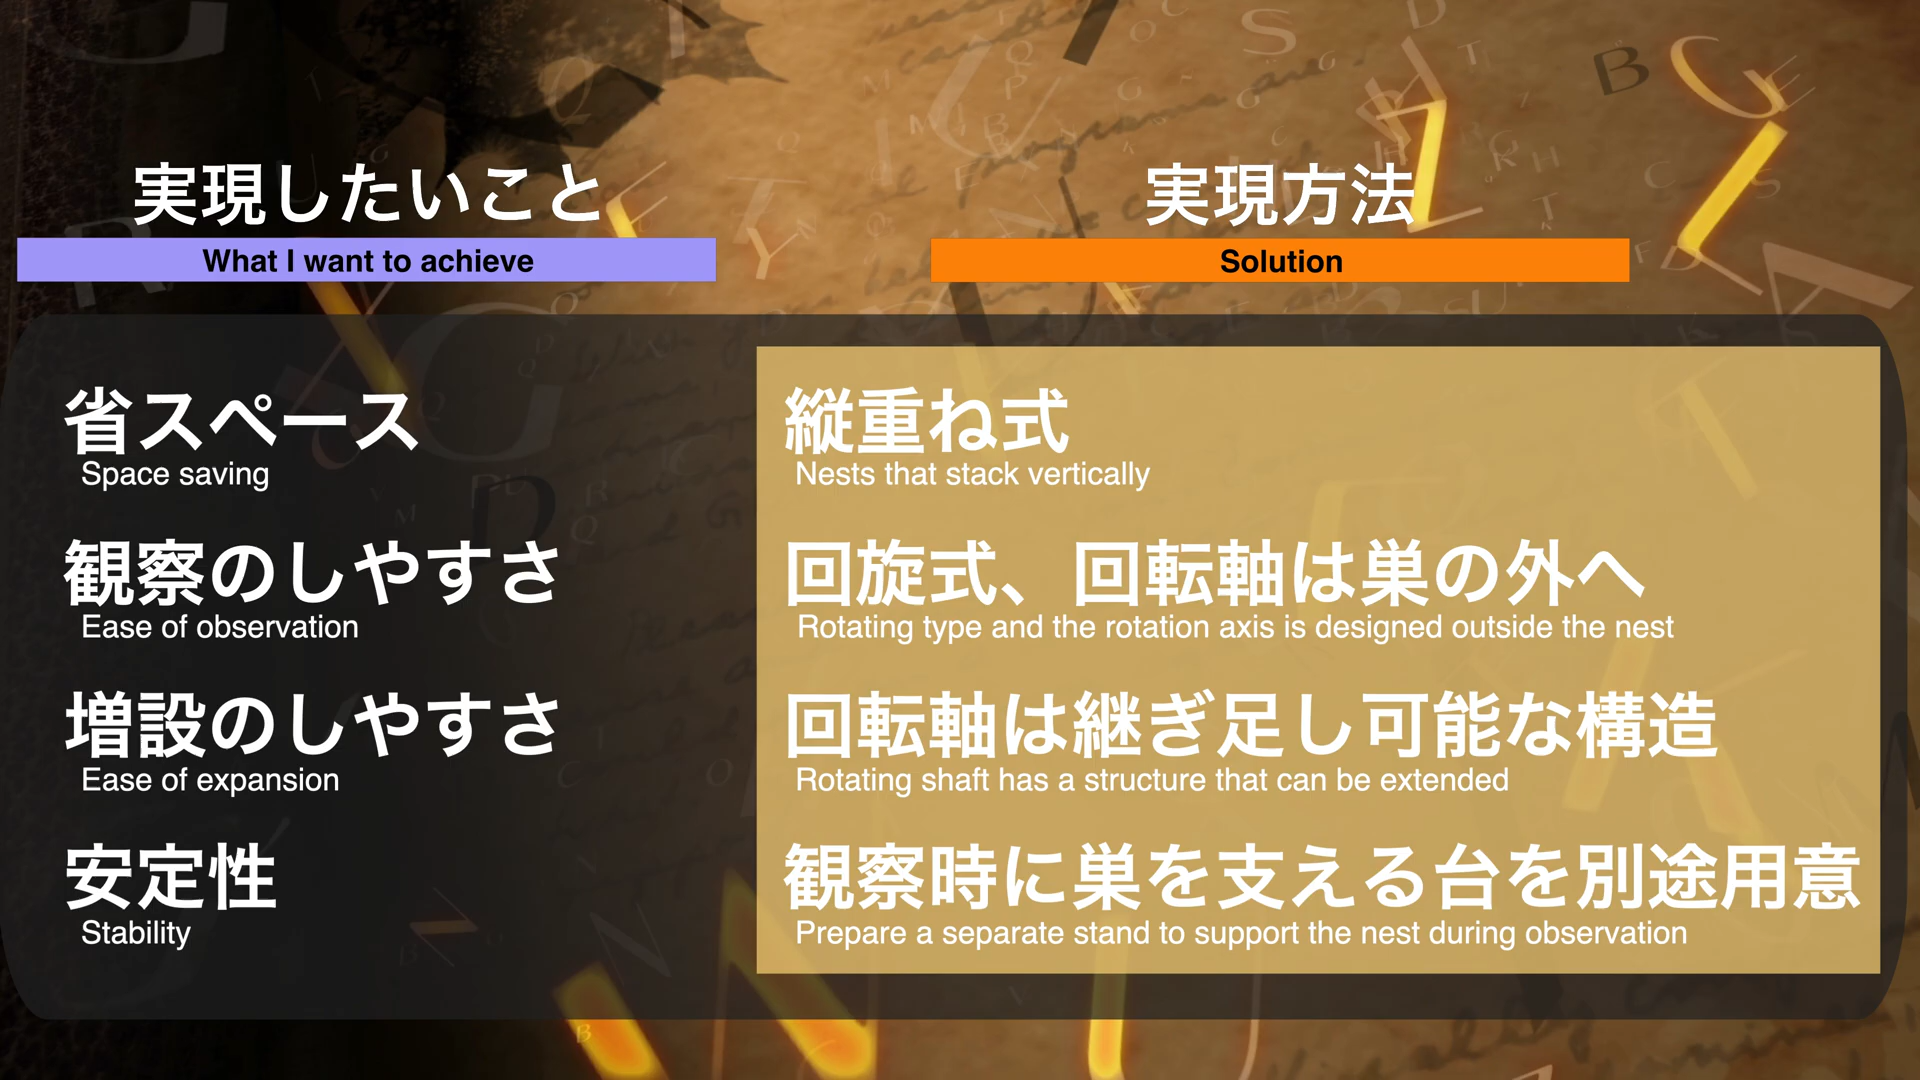 実現したいこと
What I want to achieve
実現方法
Solution
省スペース
Space saving
縦重ね式
Nests that stack vertically
観察のしやすさ
Ease of observation
回旋式、回転軸は巣の外へ
Rotating type and the rotation axis is designed outside the nest
増設のしやすさ
Ease of expansion
回転軸は継ぎ足し可能な構造
Rotating shaft has a structure that can be extended
安定性
Stability
観察時に巣を支える台を別途用意
Prepare a separate stand to support the nest during observation